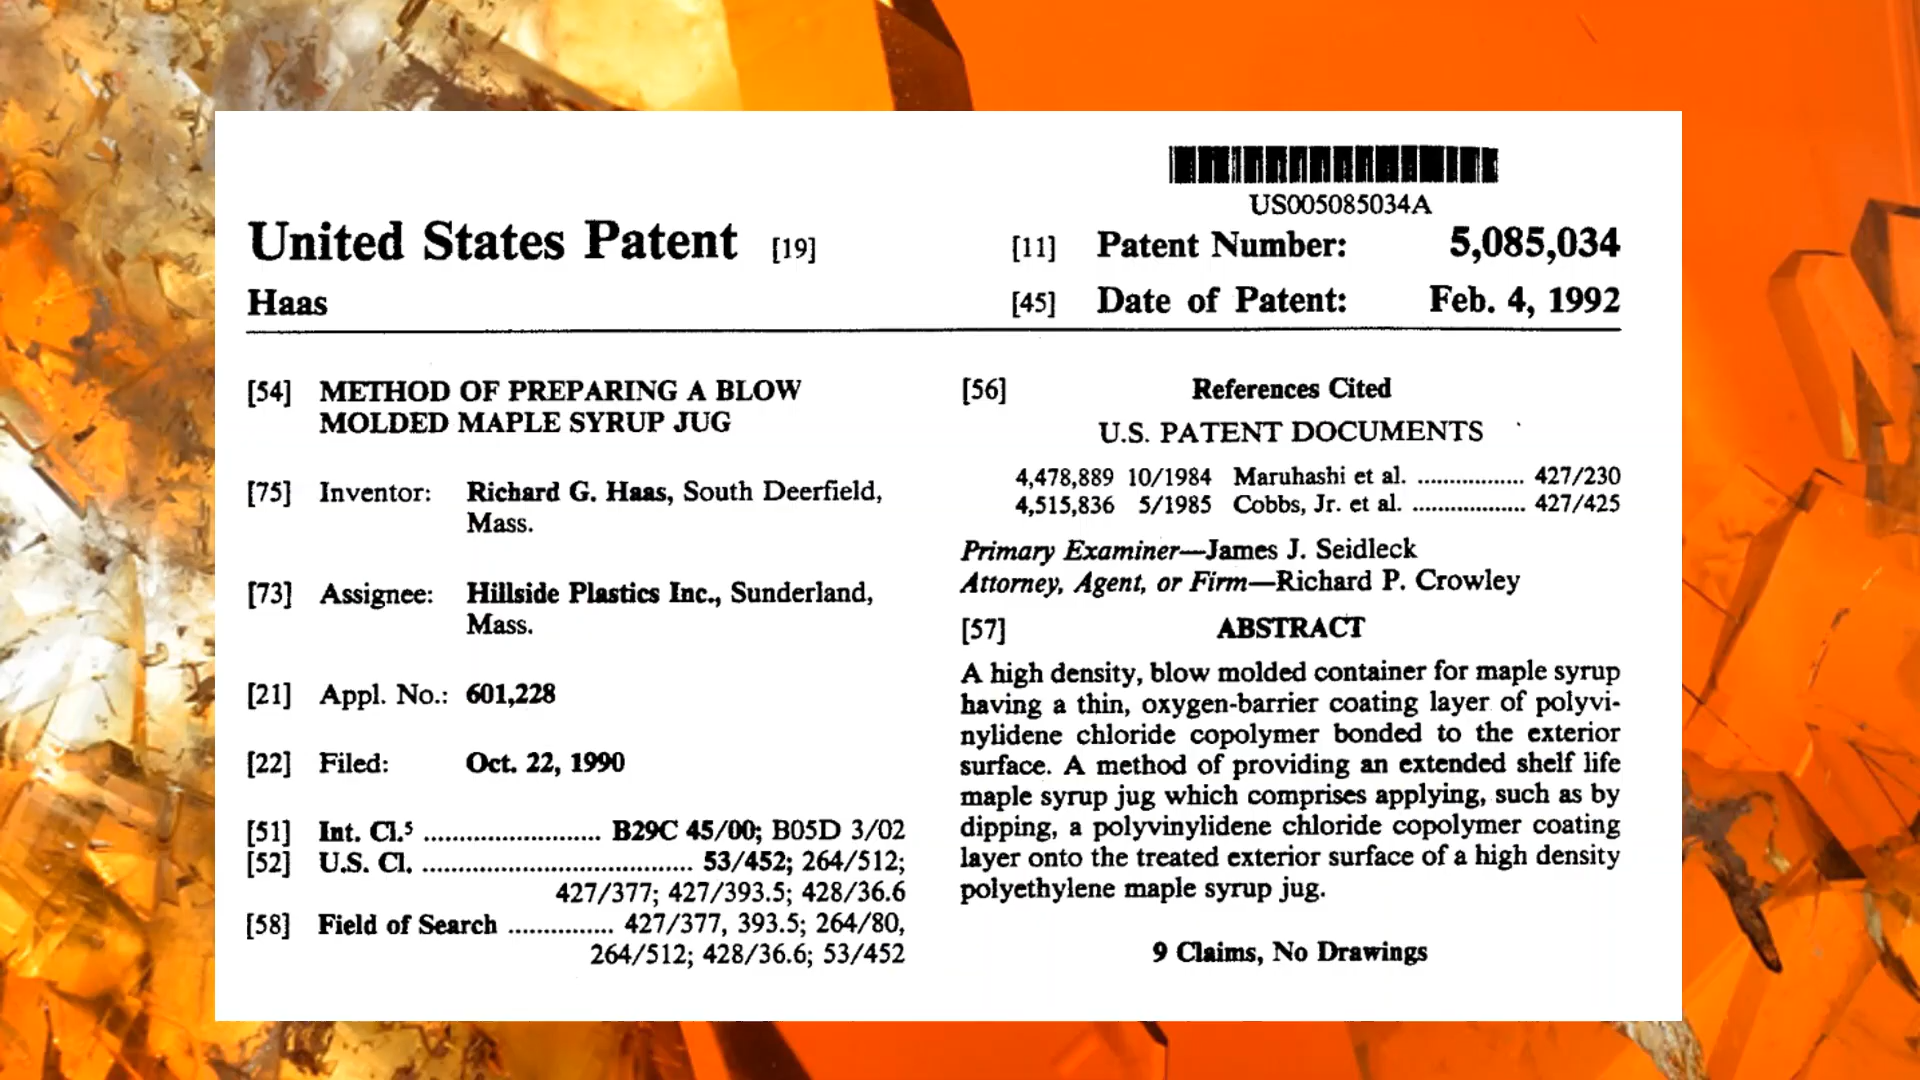 US005085034A
United States Patent [19]
Haas
[11] Patent Number: 5,085,034
[45] Date of Patent: Feb. 4, 1992
[54] METHOD OF PREPARING A BLOW
MOLDED MAPLE SYRUP JUG
[75] Inventor: Richard G. Haas, South Deerfield,
Mass.
[73] Assignee: Hillside Plastics Inc., Sunderland,
Mass.
[21] Appl. No.: 601,228
[22] Filed: Oct. 22, 1990
[51] Int. Cl.⁵ ........................... B29C 45/00; B05D 3/02
[52] U.S. Cl. ........................................ 53/452; 264/512;
427/377; 427/393.5; 428/36.6
[58] Field of Search ............... 427/377, 393.5; 264/80,
264/512; 428/36.6; 53/452
[56] References Cited
U.S. PATENT DOCUMENTS
4,478,889 10/1984 Maruhashi et al. ................ 427/230
4,515,836 5/1985 Cobbs, Jr. et al. ................. 427/425
Primary Examiner—James J. Seidleck
Attorney, Agent, or Firm—Richard P. Crowley
[57] ABSTRACT
A high density, blow molded container for maple syrup
having a thin, oxygen-barrier coating layer of polyvi-
nylidene chloride copolymer bonded to the exterior
surface. A method of providing an extended shelf life
maple syrup jug which comprises applying, such as by
dipping, a polyvinylidene chloride copolymer coating
layer onto the treated exterior surface of a high density
polyethylene maple syrup jug.
9 Claims, No Drawings